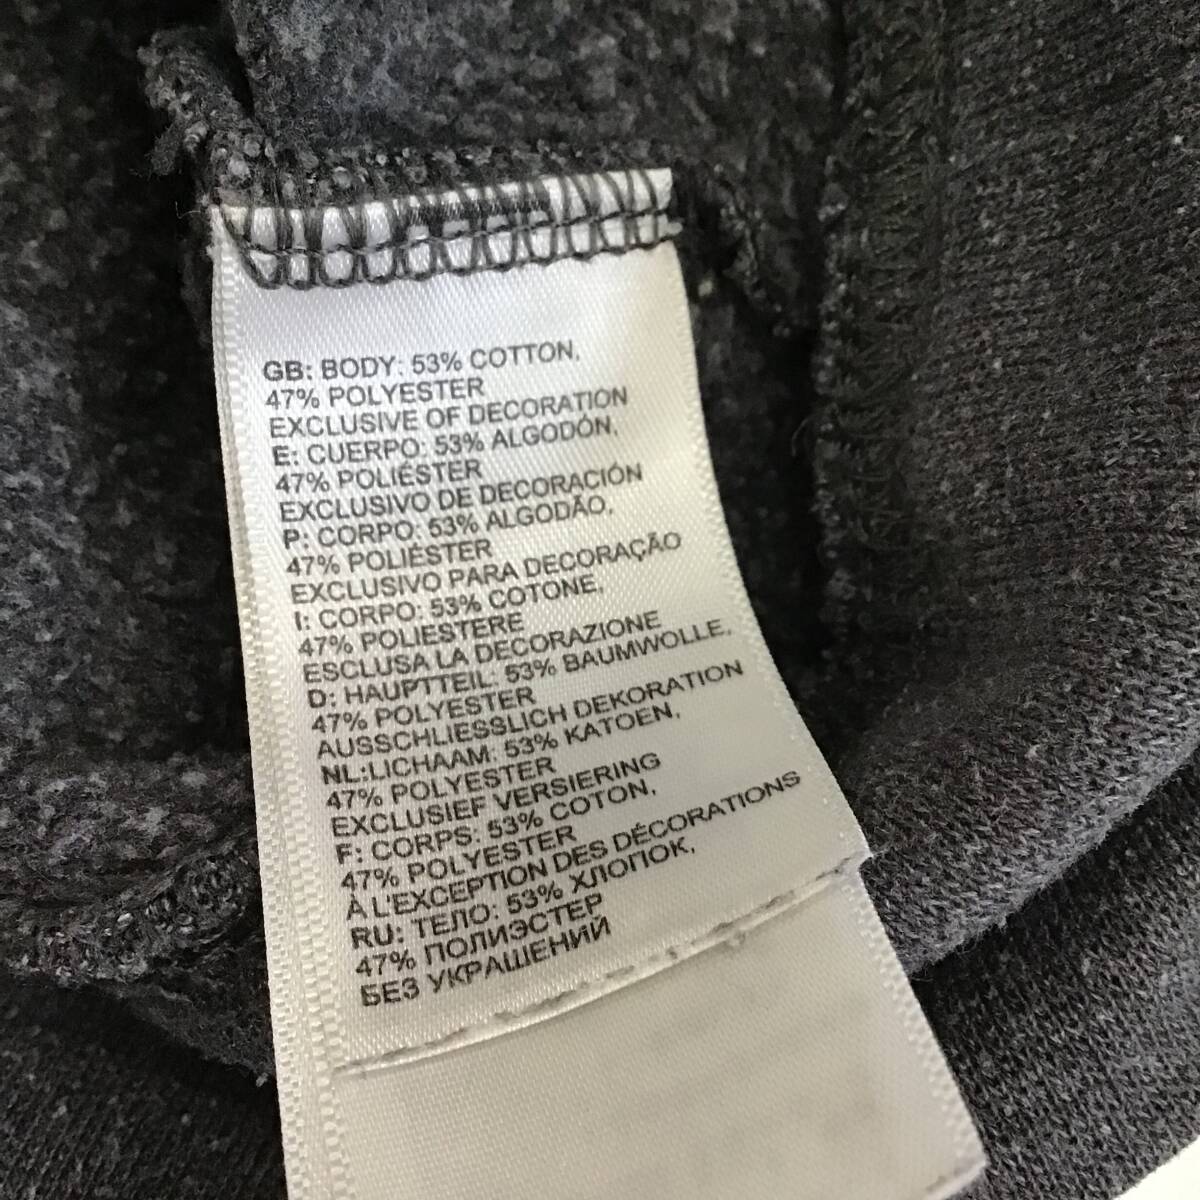 GB: BODY: 53% COTTON,
47% POLYESTER
EXCLUSIVE OF DECORATION
E: CUERPO: 53% ALGODÓN,
47% POLIÉSTER
EXCLUSIVO DE DECORACIÓN
P: CORPO: 53% ALGODÃO,
47% POLIÉSTER
EXCLUSIVO PARA DECORAÇÃO
I: CORPO: 53% COTONE,
47% POLIESTERE
ESCLUSA LA DECORAZIONE
D: HAUPTTEIL: 53% BAUMWOLLE,
47% POLYESTER
AUSSCHLIESSLICH DEKORATION
NL:LICHAAM: 53% KATOEN,
47% POLYESTER
EXCLUSIEF VERSIERING
F: CORPS: 53% COTON,
47% POLYESTER
À L'EXCEPTION DES DÉCORATIONS
RU: ТЕЛО: 53% ХЛОПОК,
47% ПОЛИЭСТЕР
БЕЗ УКРАШЕНИЙ